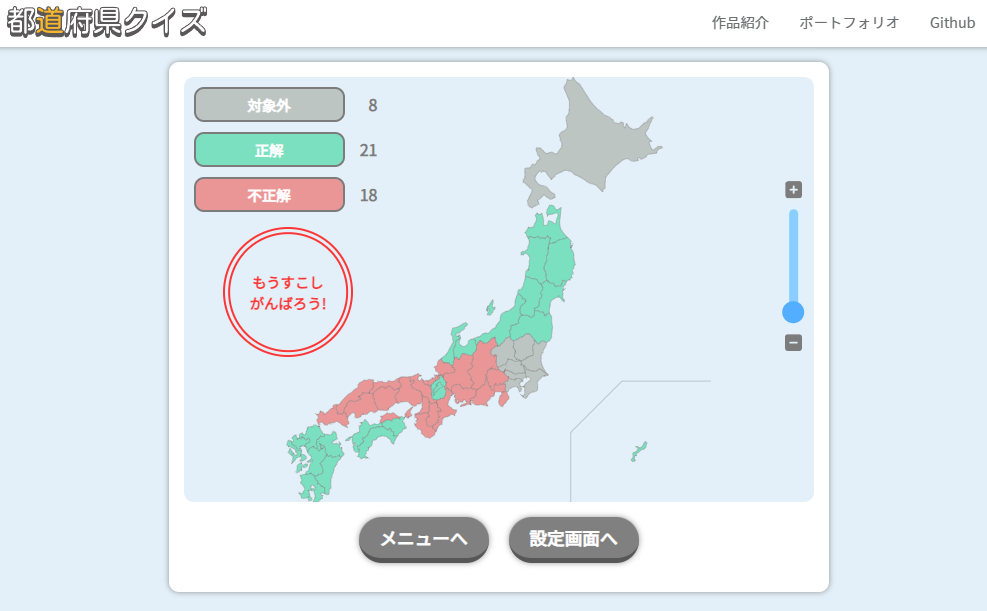 都道府県クイズ
作品紹介
ポートフォリオ
Github
対象外 8
正解 21
不正解 18
もうすこし
がんばろう!
+
−
メニューへ
設定画面へ